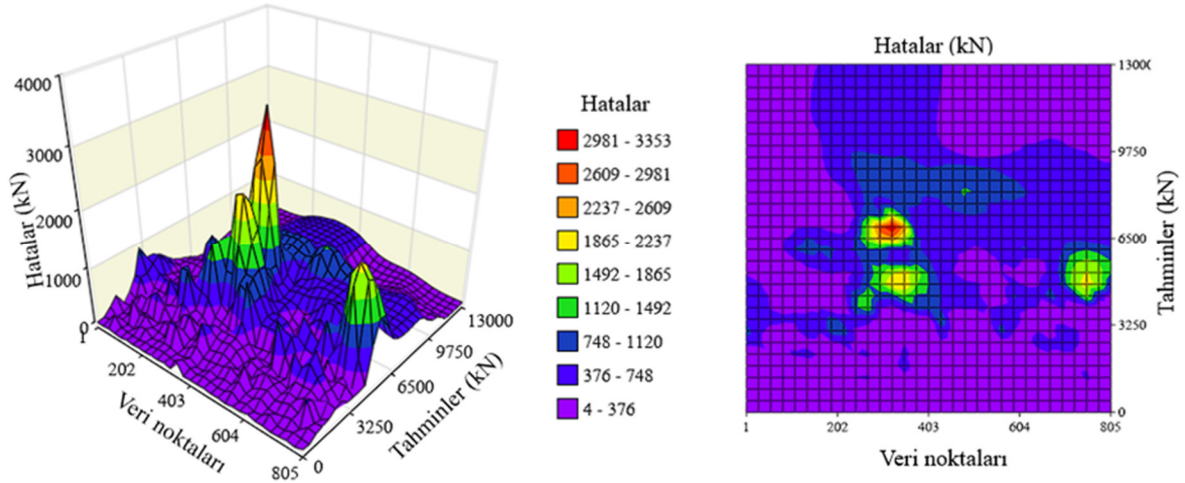 4000
3000
2000
1000
0
Hatalar (kN)
1
202
403
604
805
Veri noktaları
0
3250
6500
9750
13000
Tahminler (kN)
Hatalar
2981 - 3353
2609 - 2981
2237 - 2609
1865 - 2237
1492 - 1865
1120 - 1492
748 - 1120
376 - 748
4 - 376
Hatalar (kN)
1300
9750
6500
3250
0
Tahminler (kN)
1
202
403
604
805
Veri noktaları